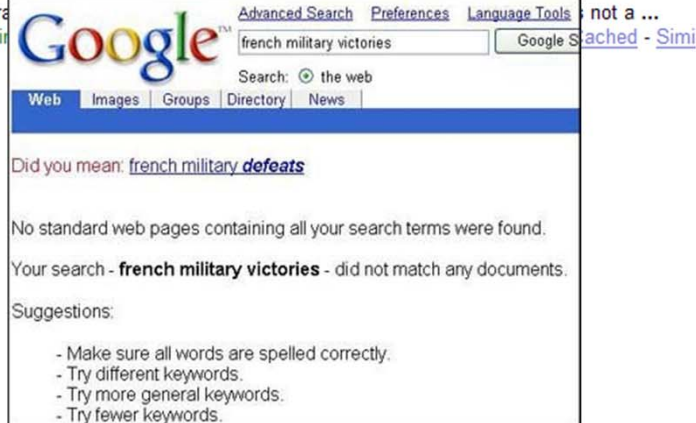 Advanced Search Preferences Language Tools not a ...
Google™ french military victories Google S ached - Simi
Search: the web
Web Images Groups Directory News
Did you mean: french military defeats
No standard web pages containing all your search terms were found.
Your search - french military victories - did not match any documents.
Suggestions:
- Make sure all words are spelled correctly.
- Try different keywords.
- Try more general keywords.
- Try fewer keywords.